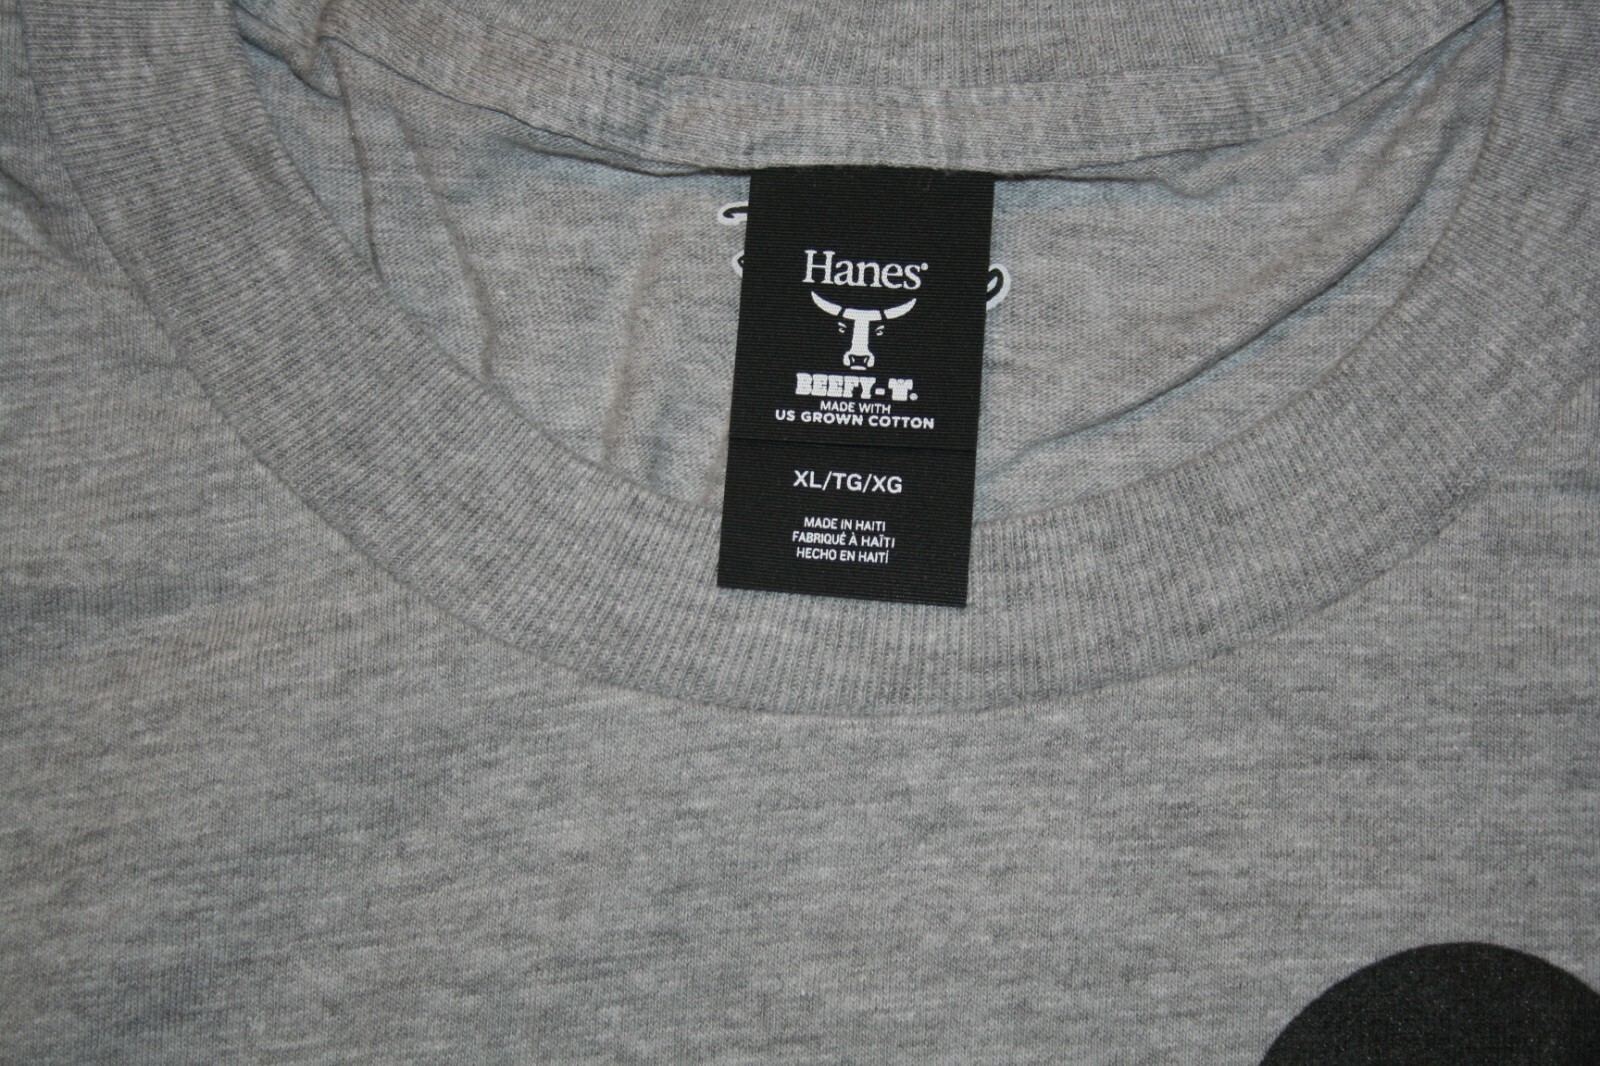 Hanes®
BEEFY-T®
MADE WITH
US GROWN COTTON
XL/TG/XG
MADE IN HAITI
FABRIQUÉ À HAÏTI
HECHO EN HAITÍ